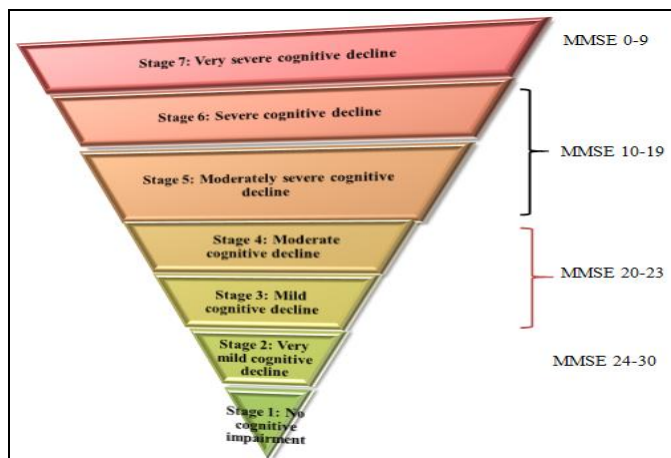 Stage 7: Very severe cognitive decline
MMSE 0-9
Stage 6: Severe cognitive decline
MMSE 10-19
Stage 5: Moderately severe cognitive
decline
Stage 4: Moderate
cognitive decline
MMSE 20-23
Stage 3: Mild
cognitive decline
Stage 2: Very
mild cognitive
decline
MMSE 24-30
Stage 1: No
cognitive
impairment